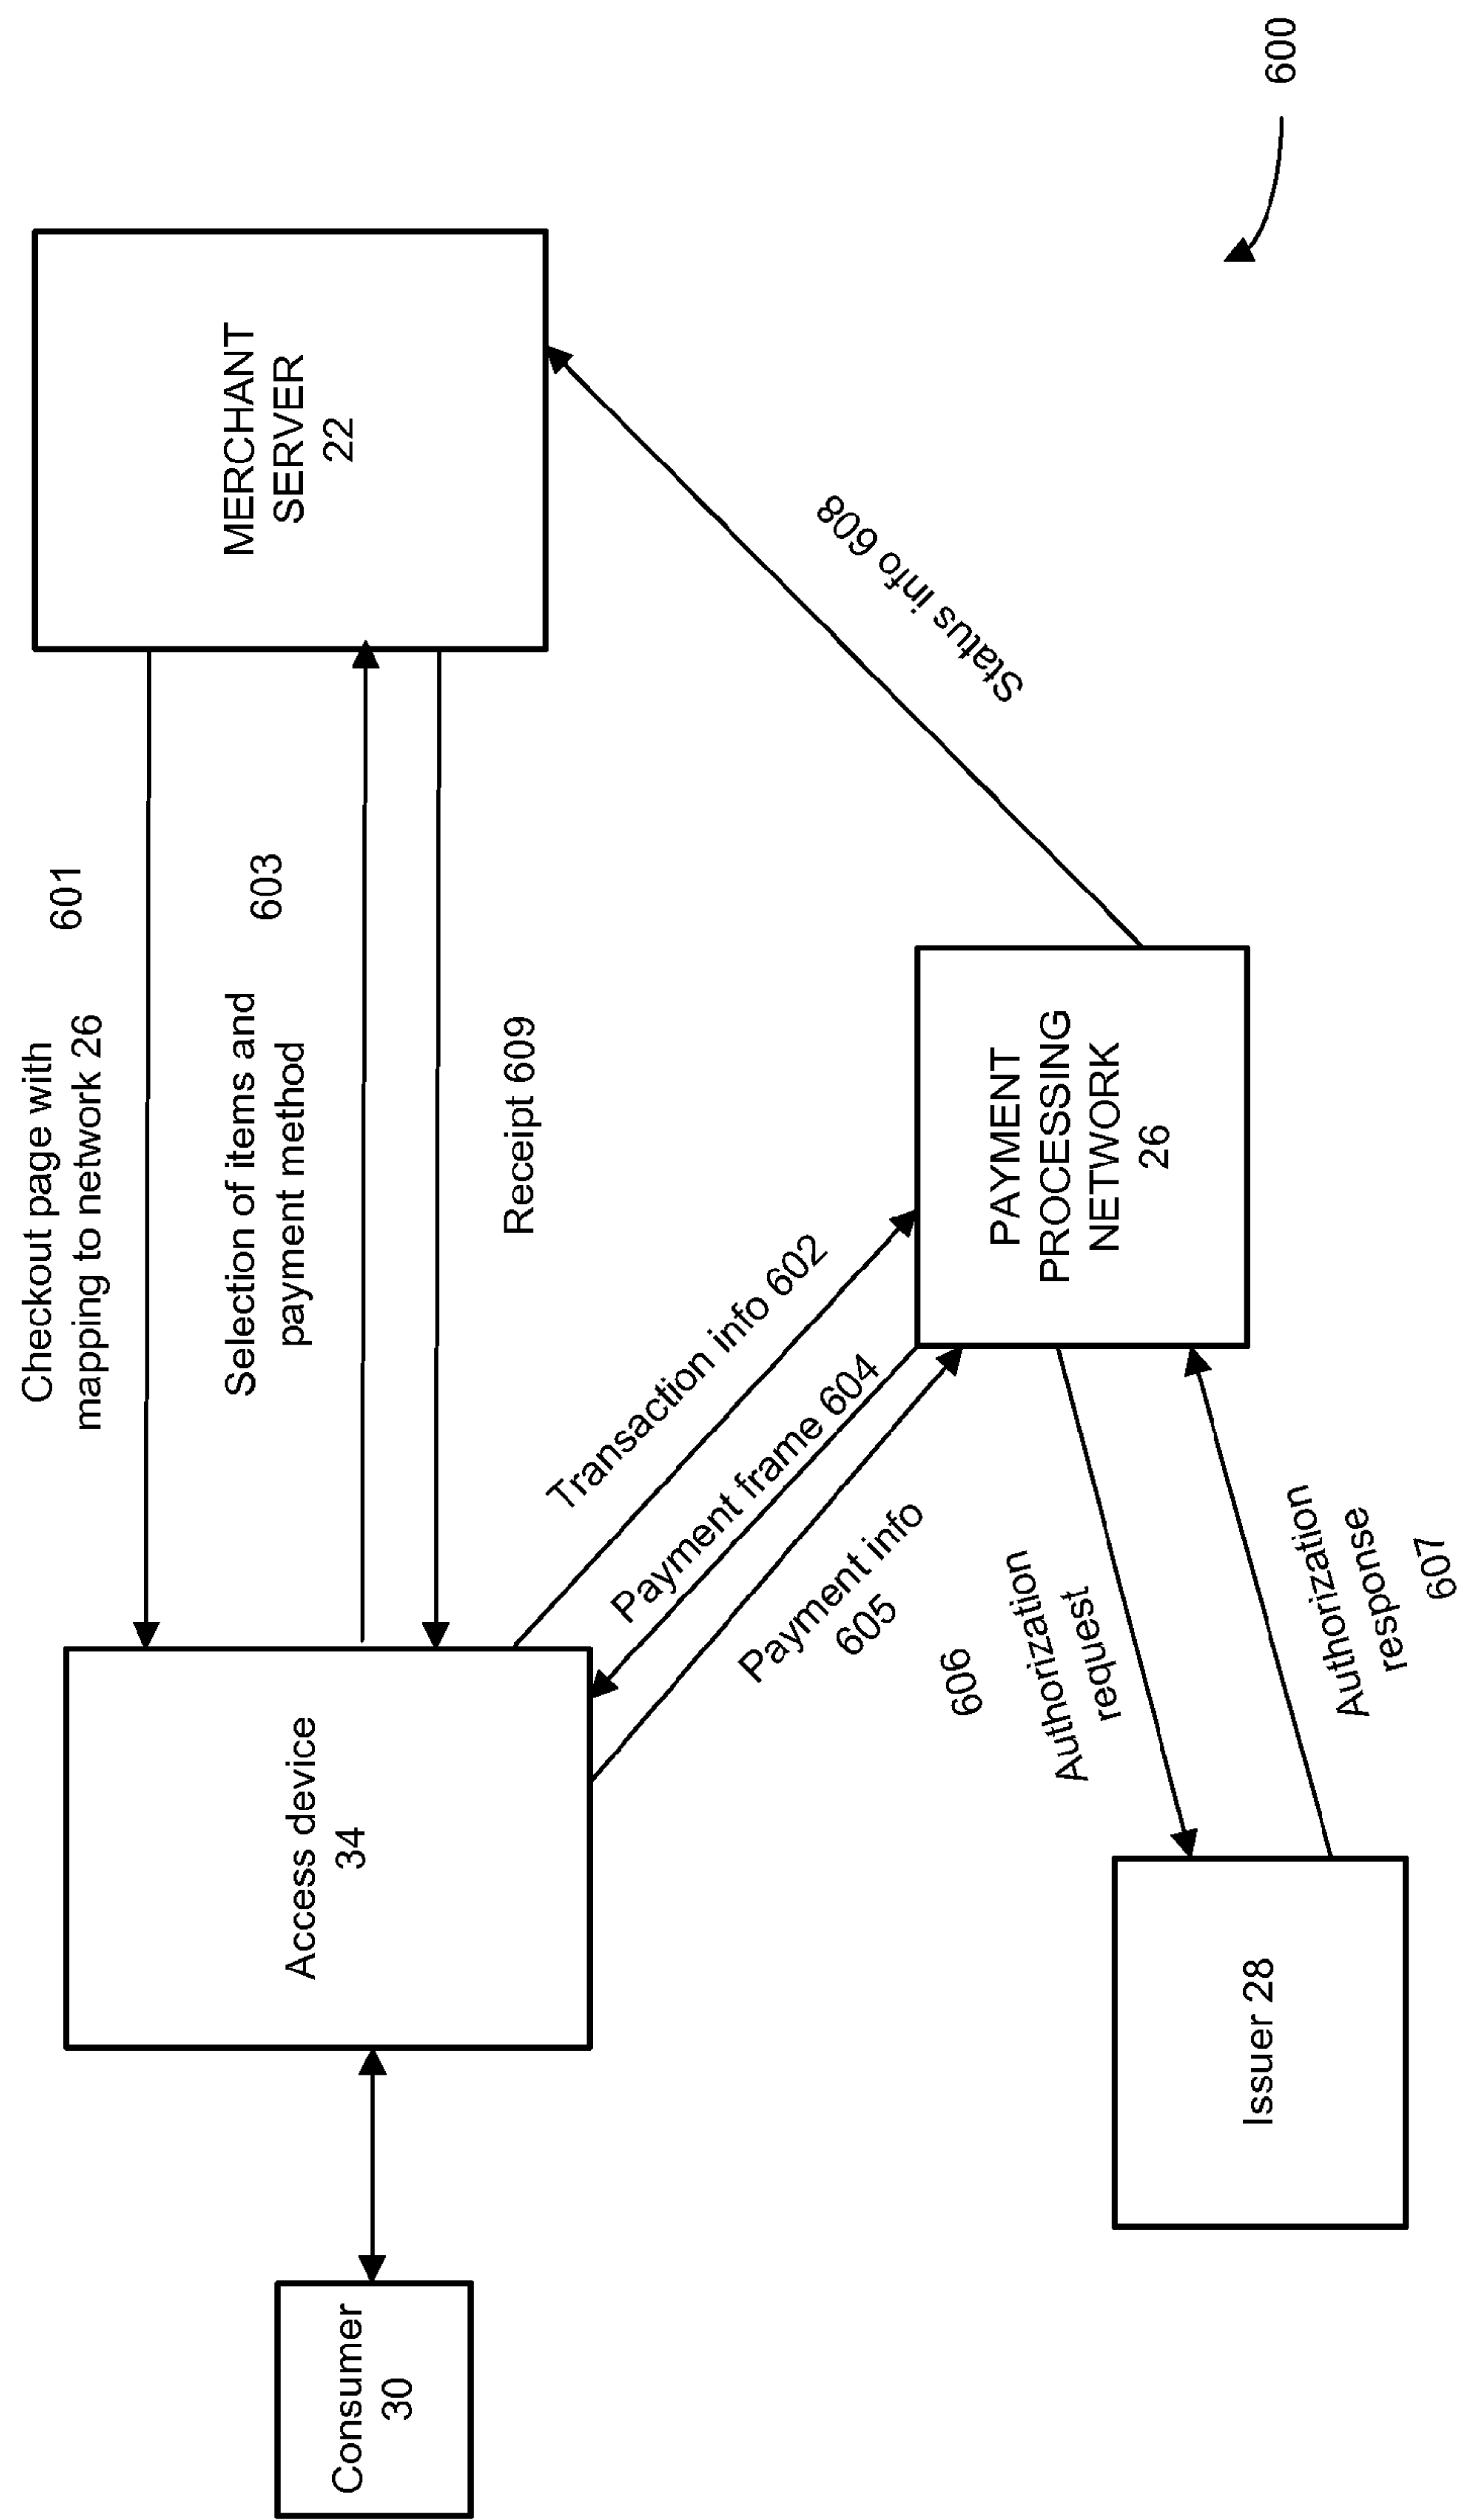 Checkout page with
mapping to network 26
601
Selection of items and
payment method
603
Receipt 609
MERCHANT
SERVER
22
Access device
34
Consumer
30
Transaction info 602
Payment frame 604
Payment info
605
Status info 608
PAYMENT
PROCESSING
NETWORK
26
606
Authorization
request
Authorization
response
607
Issuer 28
600